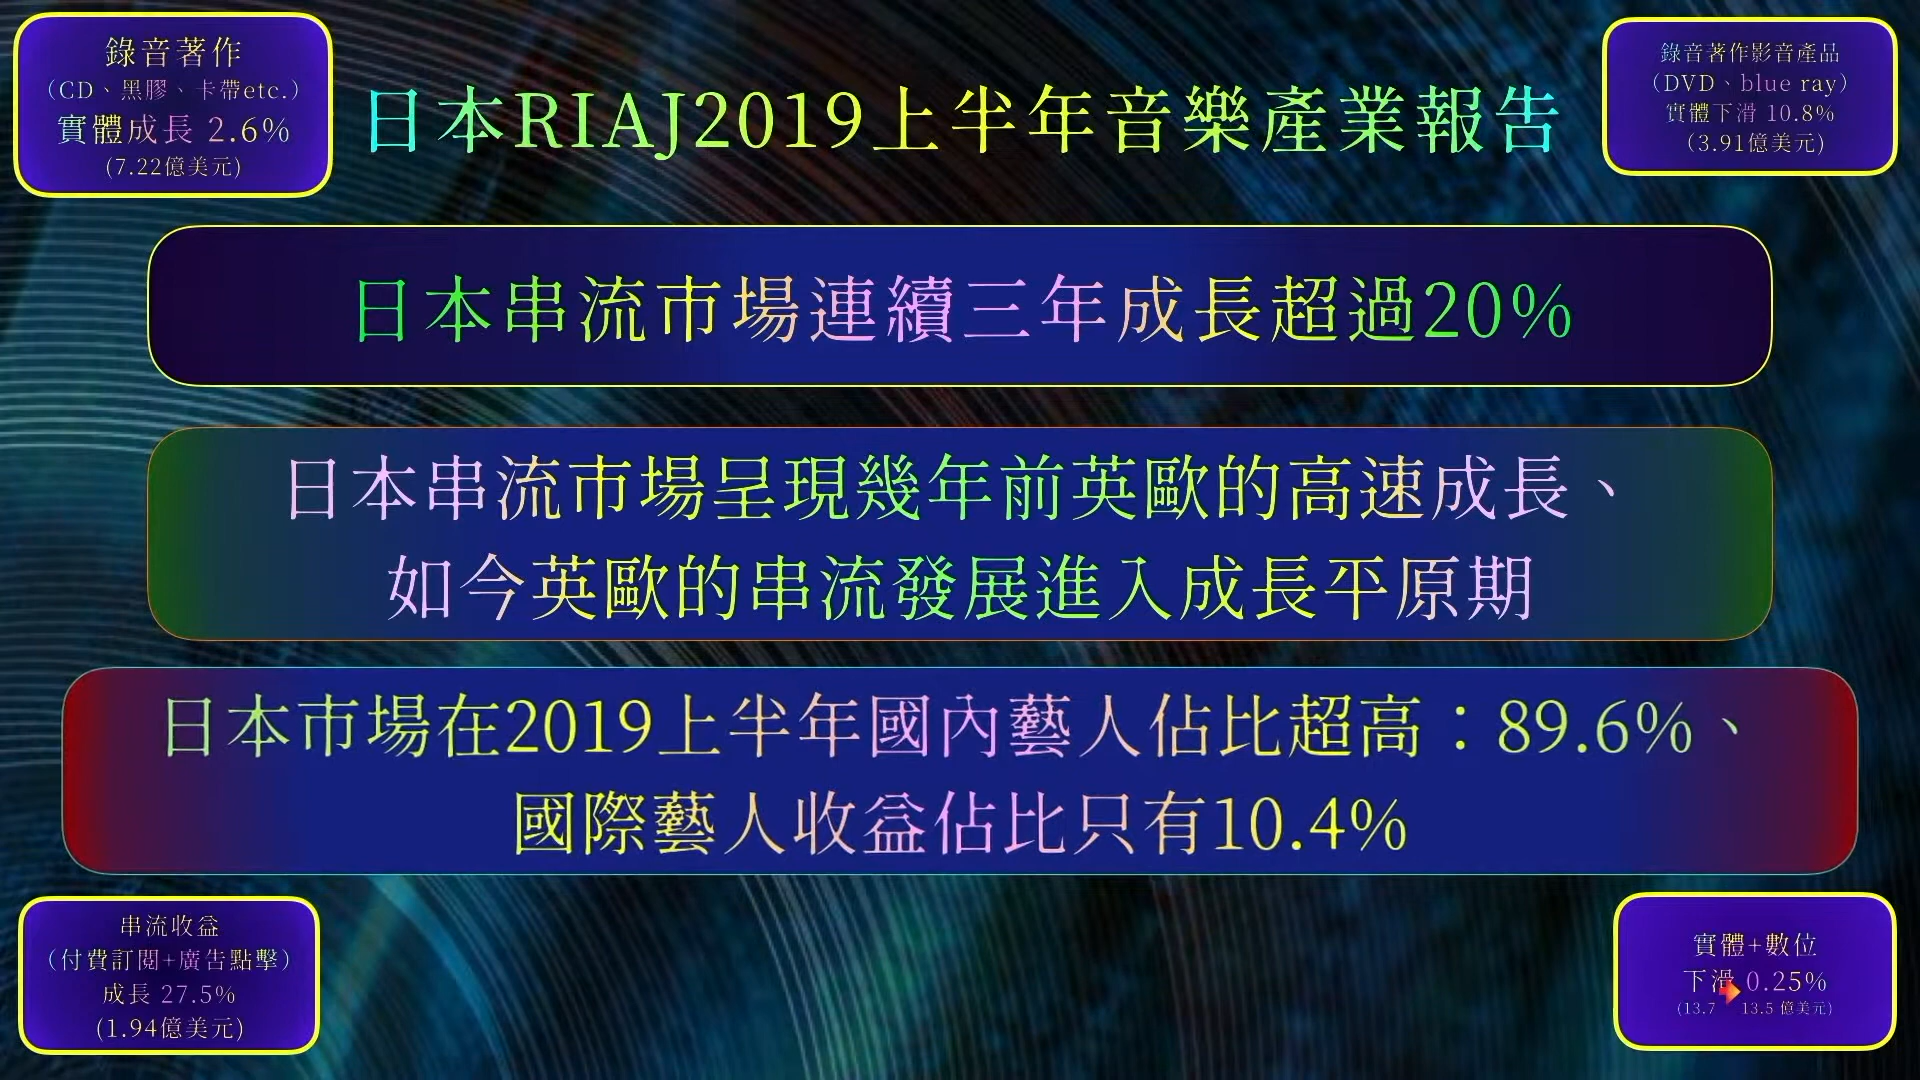 錄音著作
（CD、黑膠、卡帶etc.）
實體成長 2.6%
(7.22億美元)
日本RIAJ2019上半年音樂產業報告
錄音著作影音產品
（DVD、blue ray）
實體下滑 10.8%
（3.91億美元)
日本串流市場連續三年成長超過20%
日本串流市場呈現幾年前英歐的高速成長、
如今英歐的串流發展進入成長平原期
日本市場在2019上半年國內藝人佔比超高：89.6%、
國際藝人收益佔比只有10.4%
串流收益
（付費訂閱+廣告點擊）
成長 27.5%
(1.94億美元)
實體+數位
下滑 0.25%
(13.7 13.5 億美元)